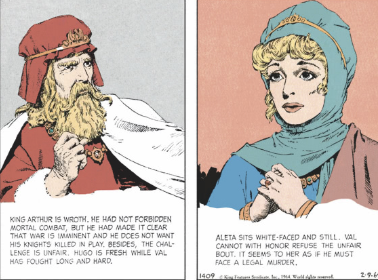 KING ARTHUR IS WROTH. HE HAD NOT FORBIDDEN
MORTAL COMBAT, BUT HE HAD MADE IT CLEAR
THAT WAR IS IMMINENT AND HE DOES NOT WANT
HIS KNIGHTS KILLED IN PLAY. BESIDES, THE CHAL-
LENGE IS UNFAIR. HUGO IS FRESH WHILE VAL
HAS FOUGHT LONG AND HARD.
ALETA SITS WHITE-FACED AND STILL. VAL
CANNOT WITH HONOR REFUSE THE UNFAIR
BOUT. IT SEEMS TO HER AS IF HE MUST
FACE A LEGAL MURDER.
1409 © King Features Syndicate, Inc., 1964. World rights reserved. 2-9-6